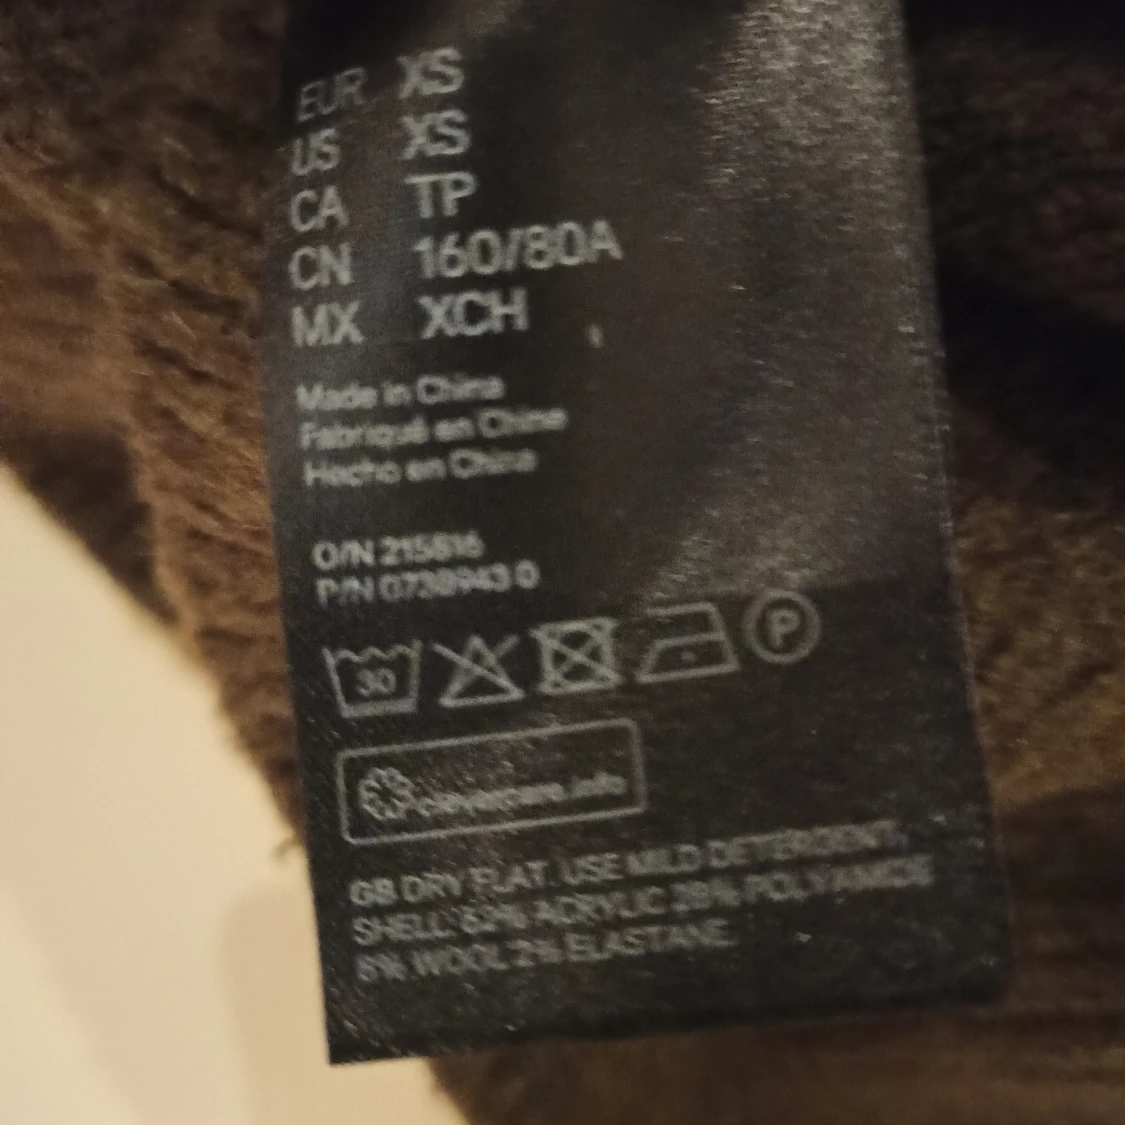 EUR XS
US XS
CA TP
CN 160/80A
MX XCH
Made in China
Fabriqué en Chine
Hecho en China
O/N 215816
P/N 0738943 0
30
P
clevercare.info
GB DRY FLAT. USE MILD DETERGENT.
SHELL: 62% ACRYLIC 28% POLYAMIDE
8% WOOL 2% ELASTANE